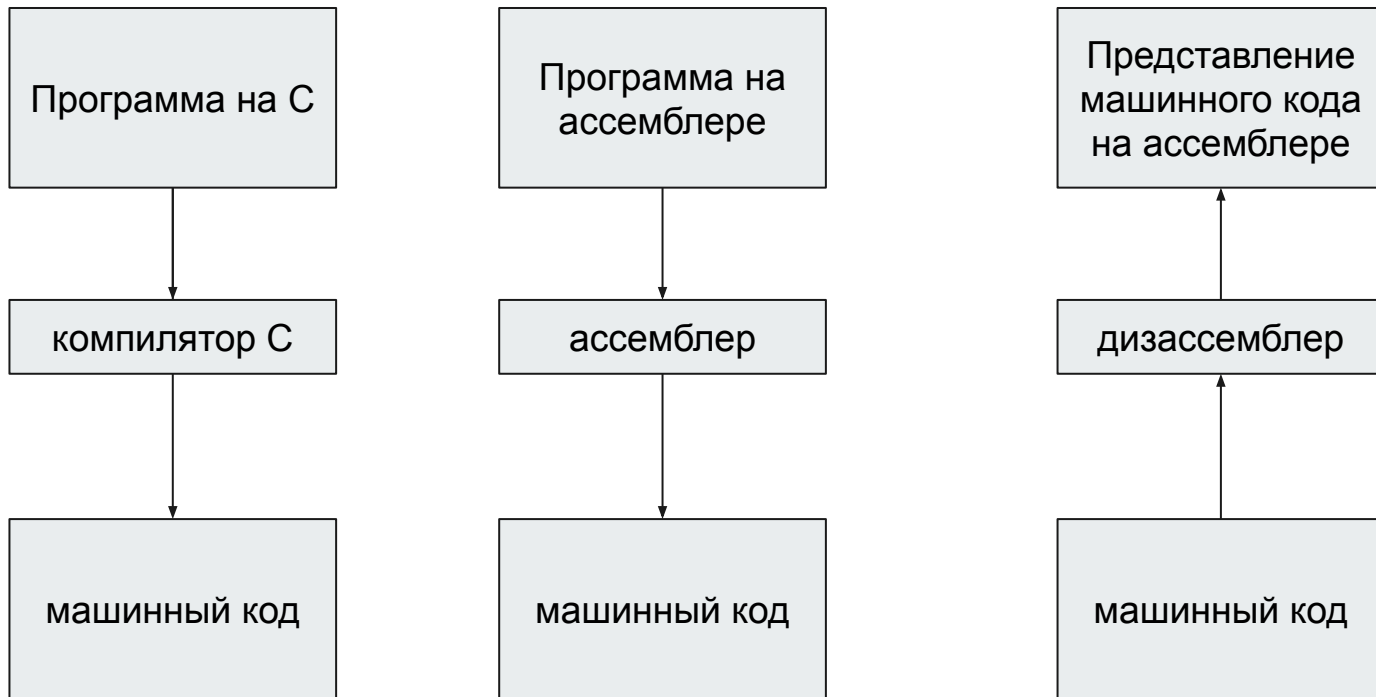 Программа на С
Программа на
ассемблере
Представление
машинного кода
на ассемблере
компилятор С
ассемблер
дизассемблер
машинный код
машинный код
машинный код